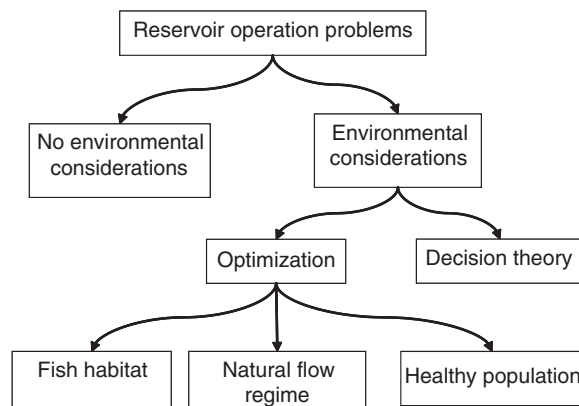 Reservoir operation problems
No environmental
considerations
Environmental
considerations
Optimization
Decision theory
Fish habitat
Natural flow
regime
Healthy population